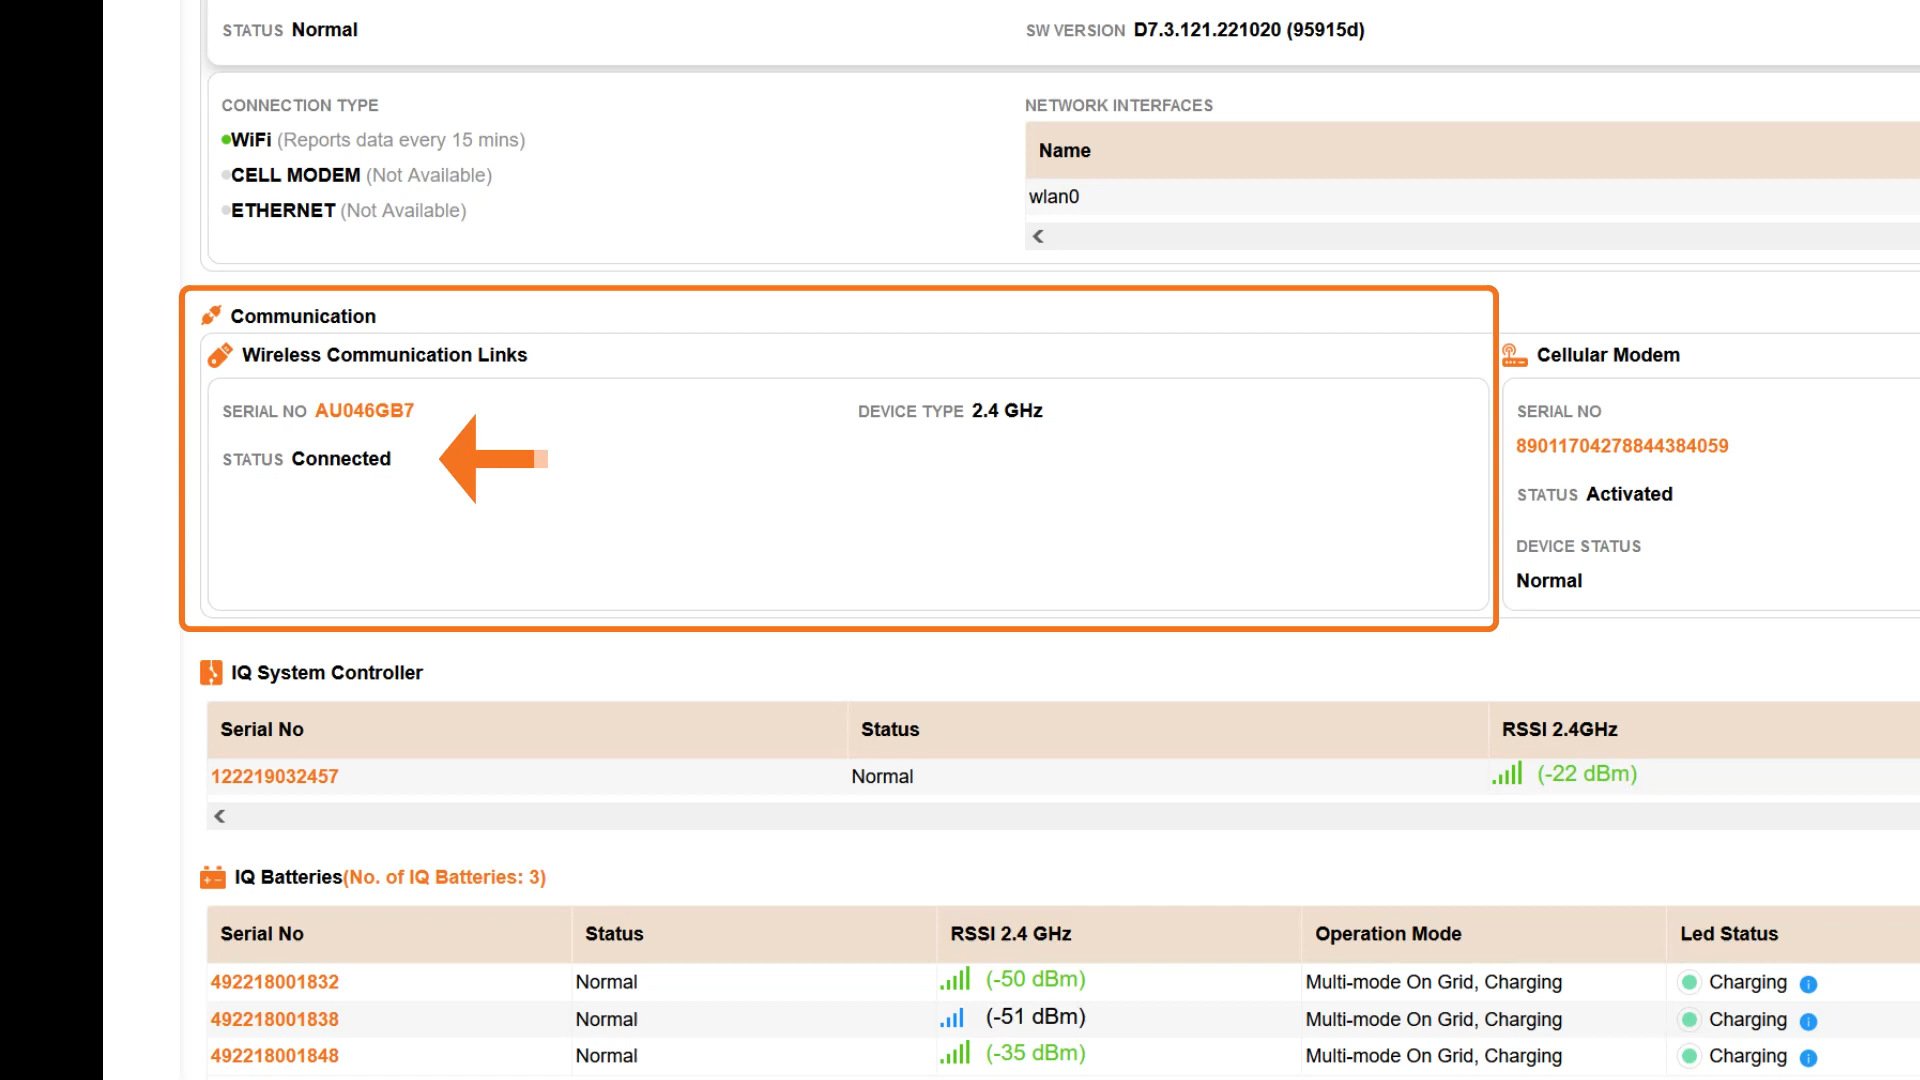 STATUS Normal
SW VERSION D7.3.121.221020 (95915d)
CONNECTION TYPE
WiFi (Reports data every 15 mins)
CELL MODEM (Not Available)
ETHERNET (Not Available)
NETWORK INTERFACES
Name
wlan0
Communication
Wireless Communication Links
SERIAL NO AU046GB7
DEVICE TYPE 2.4 GHz
STATUS Connected
Cellular Modem
SERIAL NO
89011704278844384059
STATUS Activated
DEVICE STATUS
Normal
IQ System Controller
Serial No Status RSSI 2.4GHz
122219032457 Normal (-22 dBm)
IQ Batteries(No. of IQ Batteries: 3)
Serial No Status RSSI 2.4 GHz Operation Mode Led Status
492218001832 Normal (-50 dBm) Multi-mode On Grid, Charging Charging
492218001838 Normal (-51 dBm) Multi-mode On Grid, Charging Charging
492218001848 Normal (-35 dBm) Multi-mode On Grid, Charging Charging